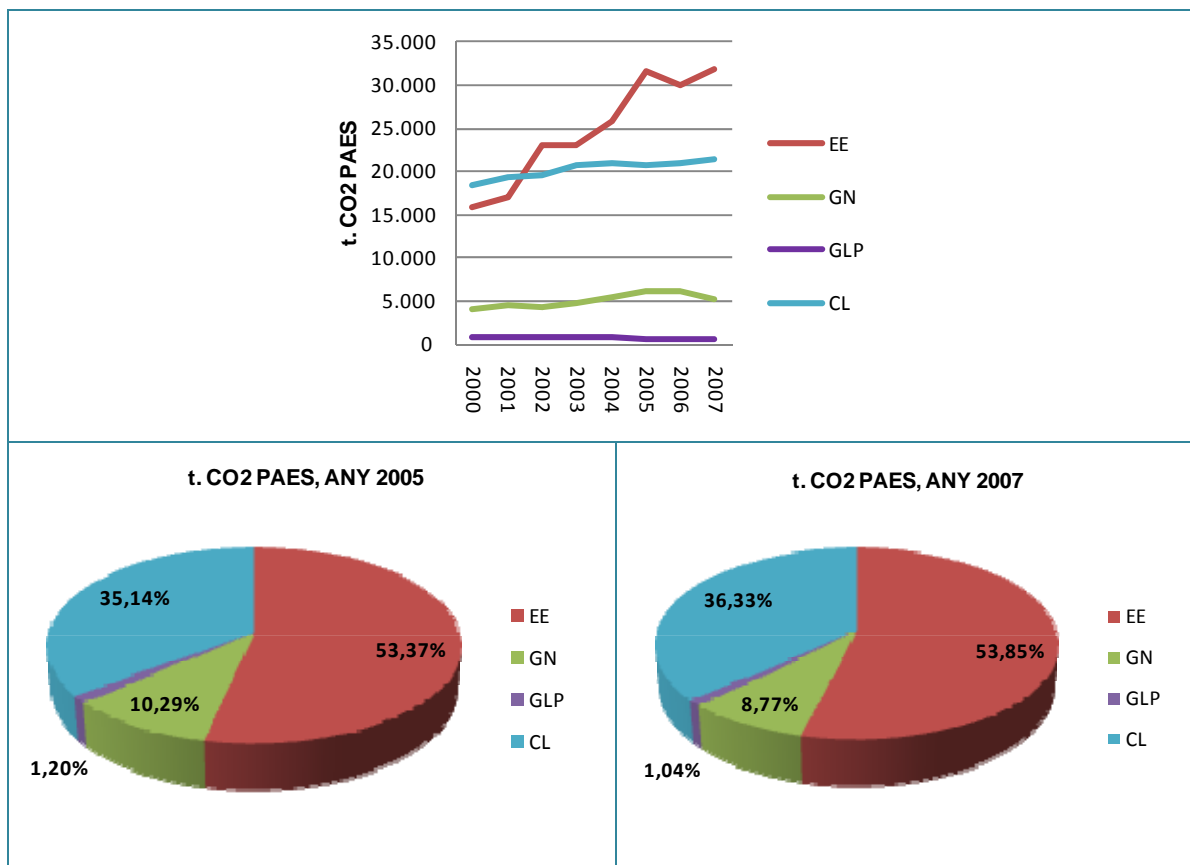 35.000
30.000
25.000
20.000
15.000
10.000
5.000
0
t. CO2 PAES
2000
2001
2002
2003
2004
2005
2006
2007
EE
GN
GLP
CL
t. CO2 PAES, ANY 2005
35,14%
53,37%
10,29%
1,20%
EE
GN
GLP
CL
t. CO2 PAES, ANY 2007
36,33%
53,85%
8,77%
1,04%
EE
GN
GLP
CL